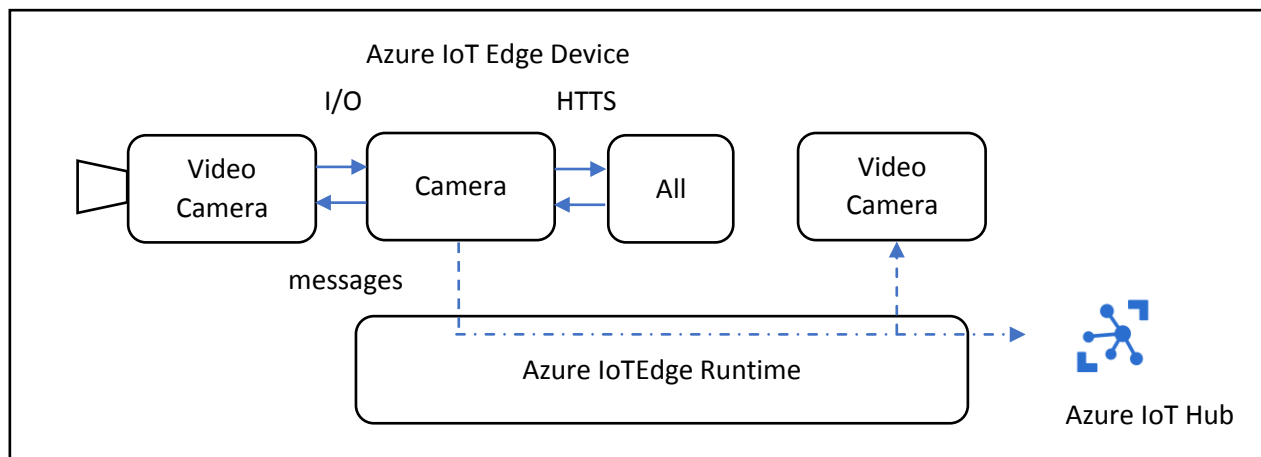 Azure IoT Edge Device
I/O
HTTS
Video
Camera
Camera
All
Video
Camera
messages
Azure IoTEdge Runtime
Azure IoT Hub